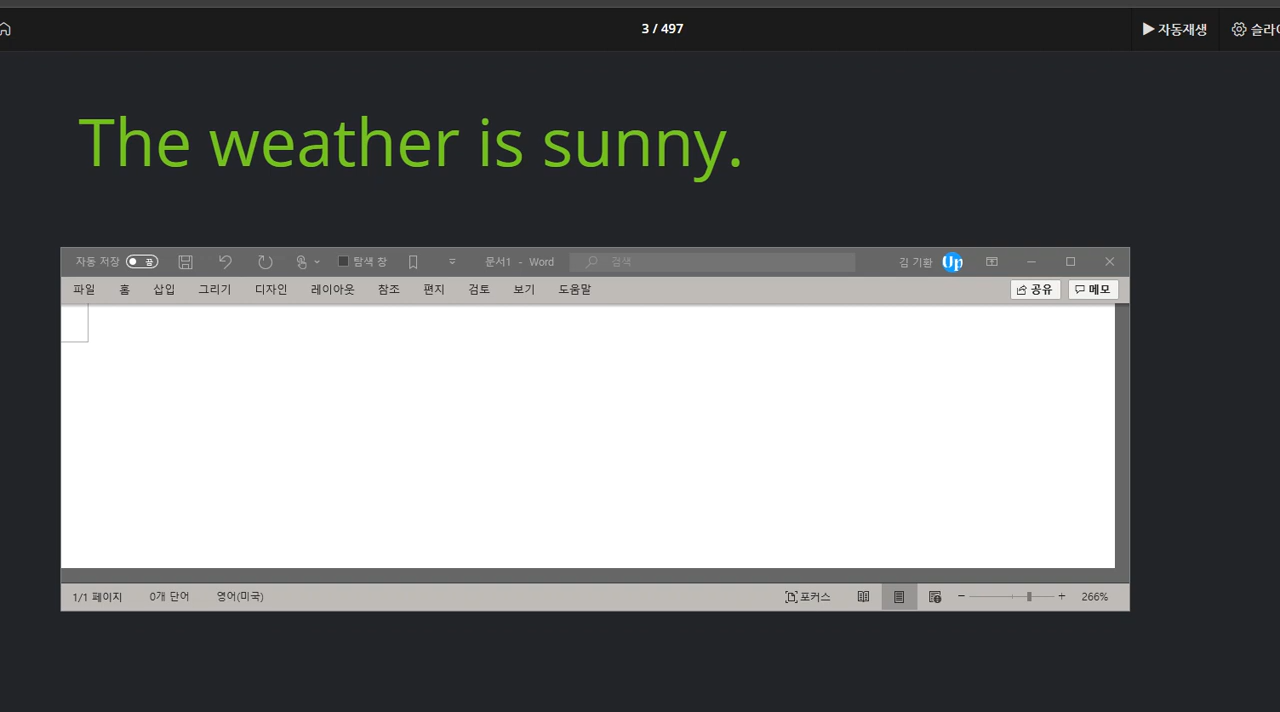 3 / 497
▶ 자동재생
The weather is sunny.
자동 저장 끔 탐색 창 문서1 - Word 검색 김 기환 Up
파일 홈 삽입 그리기 디자인 레이아웃 참조 편지 검토 보기 도움말 공유 메모
1/1 페이지 0개 단어 영어(미국) 포커스 - + 266%